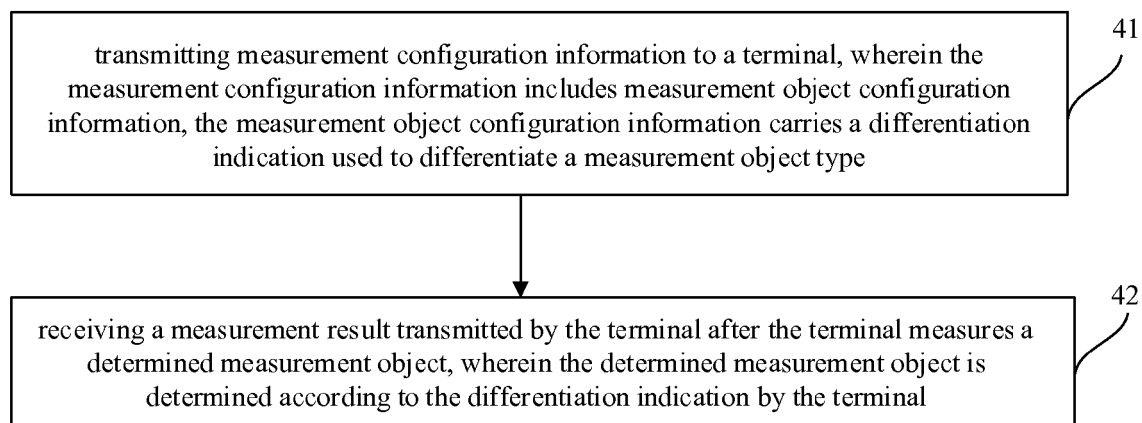 transmitting measurement configuration information to a terminal, wherein the
measurement configuration information includes measurement object configuration
information, the measurement object configuration information carries a differentiation
indication used to differentiate a measurement object type
41
receiving a measurement result transmitted by the terminal after the terminal measures a
determined measurement object, wherein the determined measurement object is
determined according to the differentiation indication by the terminal
42